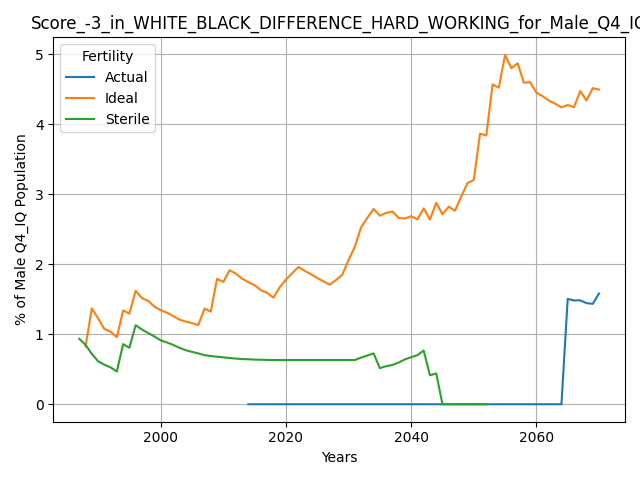 Score_-3_in_WHITE_BLACK_DIFFERENCE_HARD_WORKING_for_Male_Q4_IQ
Fertility
Actual
Ideal
Sterile
% of Male Q4_IQ Population
5
4
3
2
1
0
2000
2020
2040
2060
Years